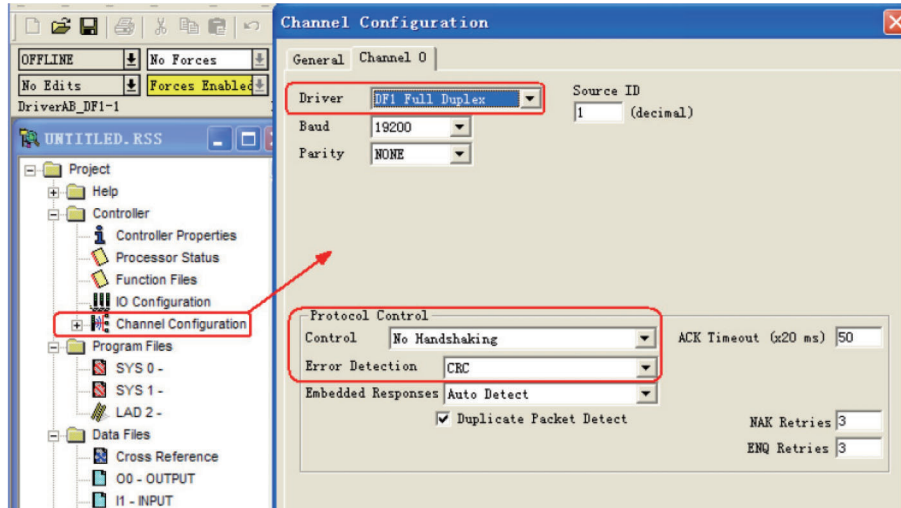 OFFLINE
No Forces
No Edits
Forces Enabled
DriverAB_DF1-1
UNTITLED.RSS
Project
Help
Controller
Controller Properties
Processor Status
Function Files
IO Configuration
Channel Configuration
Program Files
SYS 0 -
SYS 1 -
LAD 2 -
Data Files
Cross Reference
O0 - OUTPUT
I1 - INPUT
Channel Configuration
General
Channel 0
Driver
DF1 Full Duplex
Source ID
1
(decimal)
Baud
19200
Parity
NONE
Protocol Control
Control
No Handshaking
ACK Timeout (x20 ms)
50
Error Detection
CRC
Embedded Responses
Auto Detect
Duplicate Packet Detect
NAK Retries
3
ENQ Retries
3